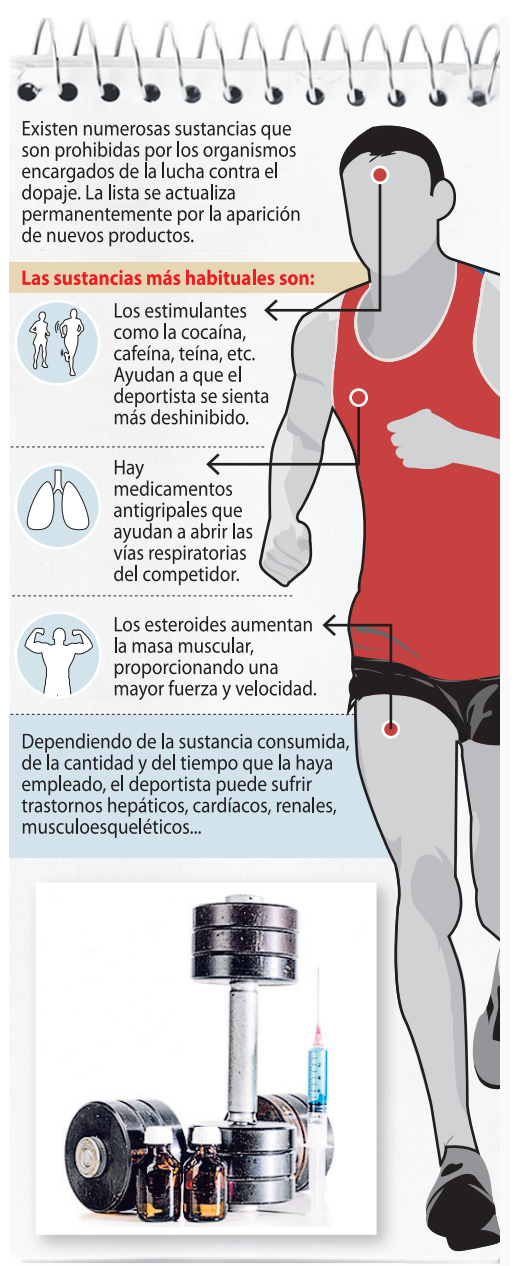 Existen numerosas sustancias que
son prohibidas por los organismos
encargados de la lucha contra el
dopaje. La lista se actualiza
permanentemente por la aparición
de nuevos productos.
Las sustancias más habituales son:
Los estimulantes
como la cocaína,
cafeína, teína, etc.
Ayudan a que el
deportista se sienta
más deshinibido.
Hay
medicamentos
antigripales que
ayudan a abrir las
vías respiratorias
del competidor.
Los esteroides aumentan
la masa muscular,
proporcionando una
mayor fuerza y velocidad.
Dependiendo de la sustancia consumida,
de la cantidad y del tiempo que la haya
empleado, el deportista puede sufrir
trastornos hepáticos, cardíacos, renales,
musculoesqueléticos...